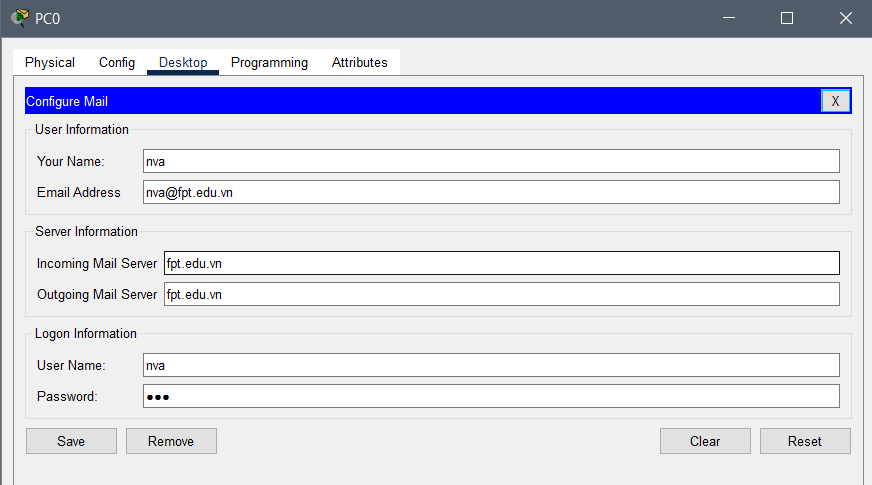 PC0
Physical Config Desktop Programming Attributes
Configure Mail X
User Information
Your Name: nva
Email Address nva@fpt.edu.vn
Server Information
Incoming Mail Server fpt.edu.vn
Outgoing Mail Server fpt.edu.vn
Logon Information
User Name: nva
Password: ●●●
Save Remove Clear Reset